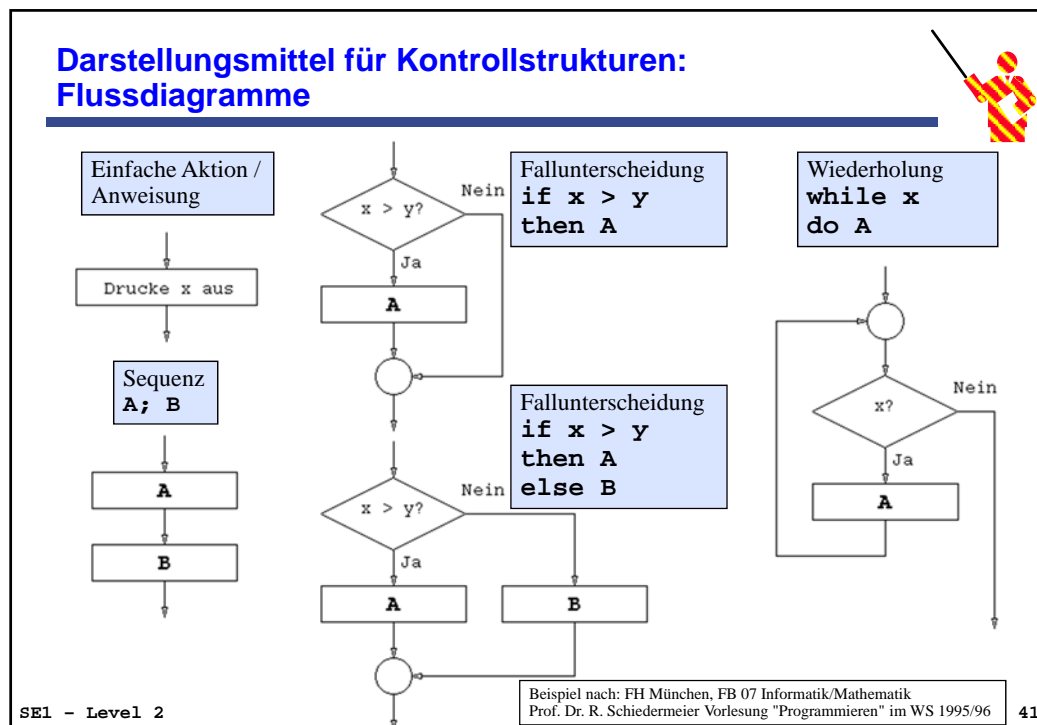 Darstellungsmittel für Kontrollstrukturen:
Flussdiagramme
Einfache Aktion /
Anweisung
Drucke x aus
Sequenz
A; B
A
B
x > y?
Nein
Ja
A
Fallunterscheidung
if x > y
then A
x > y?
Nein
Ja
A
B
Fallunterscheidung
if x > y
then A
else B
Wiederholung
while x
do A
x?
Nein
Ja
A
Beispiel nach: FH München, FB 07 Informatik/Mathematik
Prof. Dr. R. Schiedermeier Vorlesung "Programmieren" im WS 1995/96
SE1 – Level 2
41